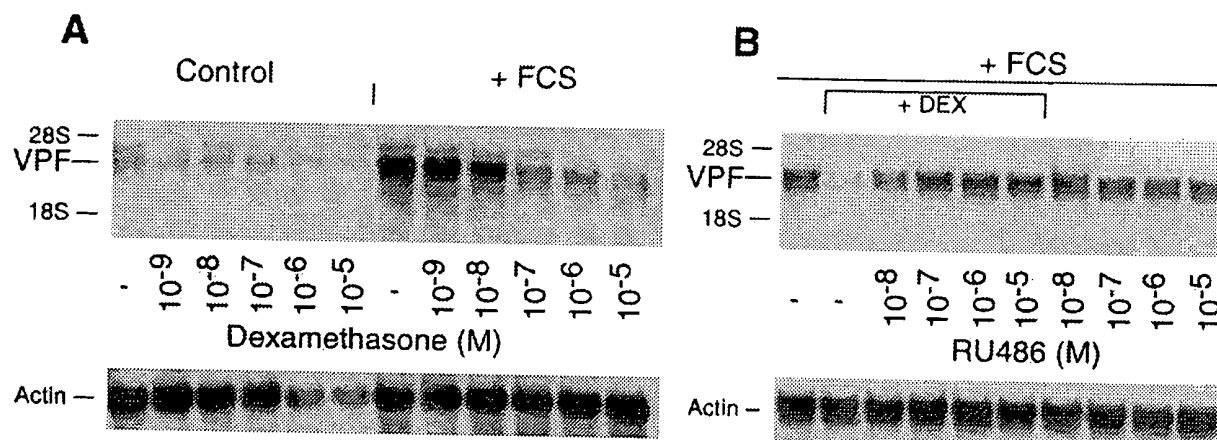 A
Control
+ FCS
28S
VPF
18S
- 10-9 10-8 10-7 10-6 10-5 - 10-9 10-8 10-7 10-6 10-5
Dexamethasone (M)
Actin
B
+ FCS
+ DEX
28S
VPF
18S
- - 10-8 10-7 10-6 10-5 10-8 10-7 10-6 10-5
RU486 (M)
Actin